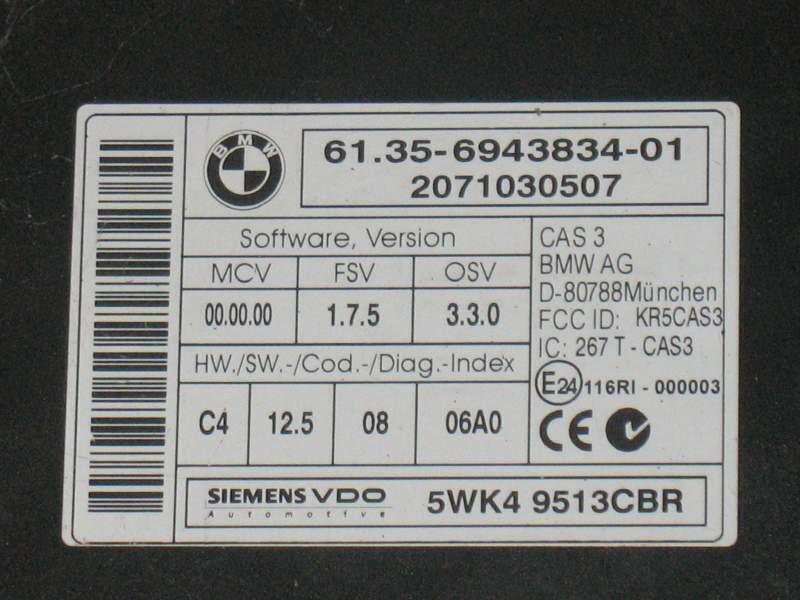 BMW
61.35-6943834-01
2071030507
Software, Version
MCV FSV OSV
00.00.00 1.7.5 3.3.0
HW./SW.-/Cod.-/Diag.-Index
C4 12.5 08 06A0
CAS 3
BMW AG
D-80788München
FCC ID: KR5CAS3
IC: 267 T - CAS3
E24 116RI - 000003
CE
SIEMENS VDO
Automotive
5WK4 9513CBR